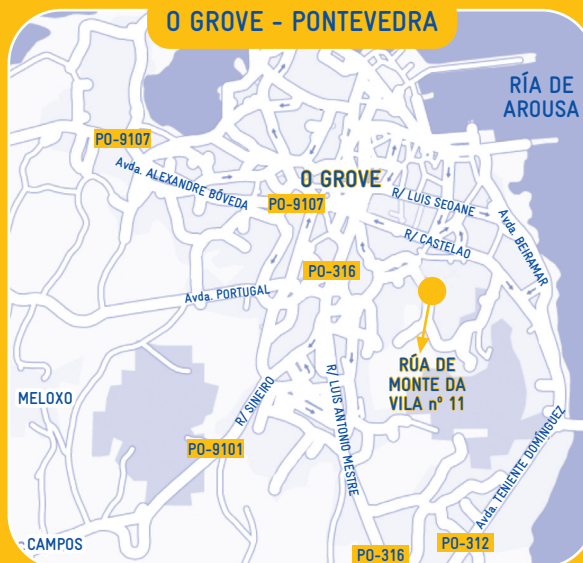 O GROVE - PONTEVEDRA
RÍA DE
AROUSA
PO-9107
Avda. ALEXANDRE BÓVEDA
O GROVE
PO-9107
R/ LUIS SEOANE
Avda. BEIRAMAR
R/ CASTELAO
PO-316
Avda. PORTUGAL
RÚA DE
MONTE DA
VILA nº 11
MELOXO
R/ SINEIRO
R/ LUIS ANTONIO MESTRE
PO-9101
Avda. TENIENTE DOMÍNGUEZ
CAMPOS
PO-316
PO-312